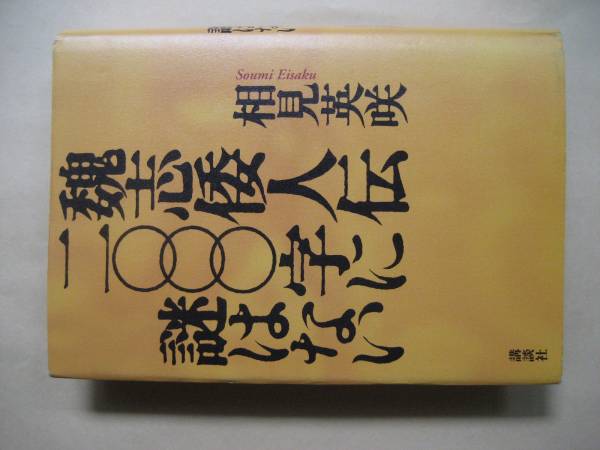 Soumi Eisaku
相見英咲
魏志倭人伝
二〇〇〇字に
謎はない
講談社